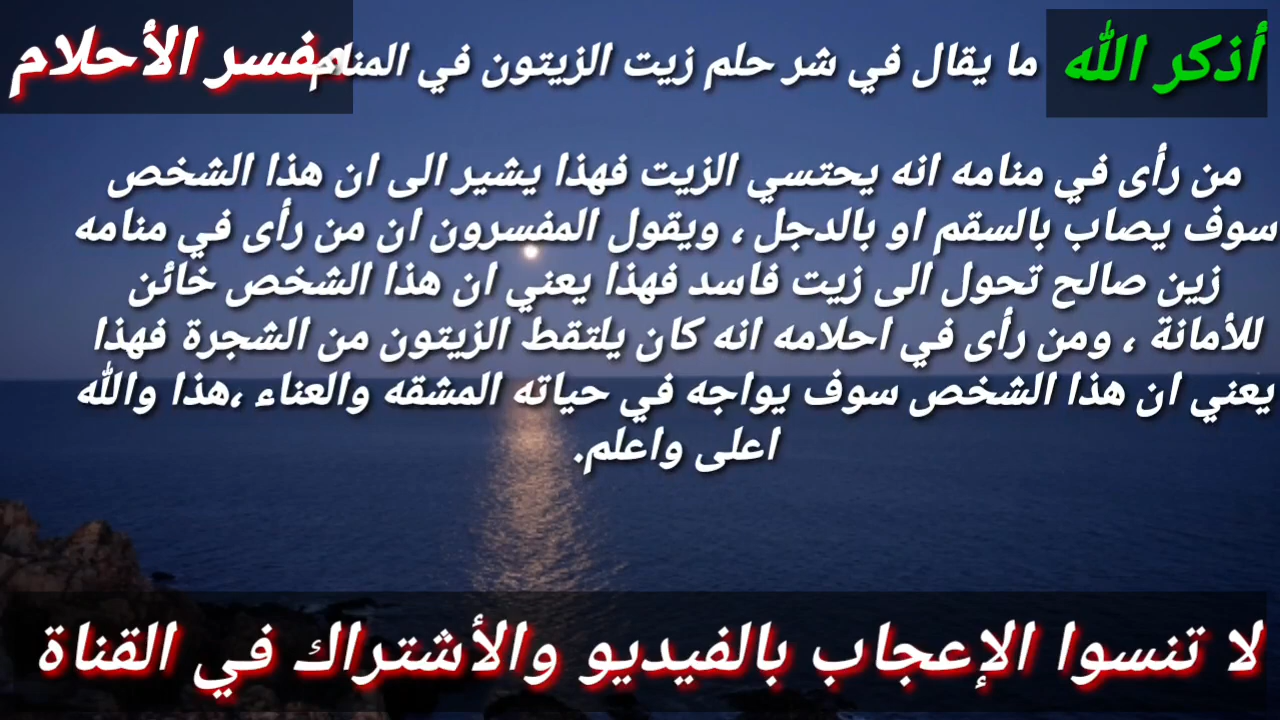 أذكر الله
ما يقال في شر حلم زيت الزيتون في المنام
مفسر الأحلام
من رأى في منامه انه يحتسي الزيت فهذا يشير الى ان هذا الشخص
سوف يصاب بالسقم او بالدجل ، ويقول المفسرون ان من رأى في منامه
زين صالح تحول الى زيت فاسد فهذا يعني ان هذا الشخص خائن
للأمانة ، ومن رأى في احلامه انه كان يلتقط الزيتون من الشجرة فهذا
يعني ان هذا الشخص سوف يواجه في حياته المشقه والعناء ،هذا والله
اعلى واعلم.
لا تنسوا الإعجاب بالفيديو والأشتراك في القناة